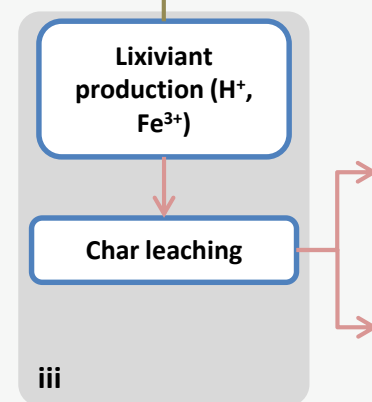 Lixiviant
production (H⁺,
Fe³⁺)
Char leaching
iii